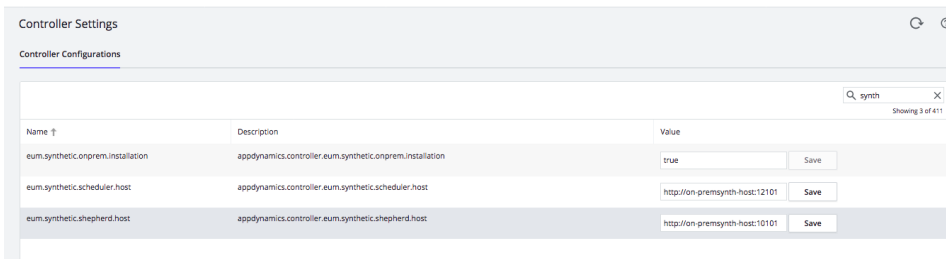 Controller Settings
Controller Configurations
synth
Showing 3 of 411
Name ↑ Description Value
eum.synthetic.onprem.installation appdynamics.controller.eum.synthetic.onprem.installation true Save
eum.synthetic.scheduler.host appdynamics.controller.eum.synthetic.scheduler.host http://on-premsynth-host:12101 Save
eum.synthetic.shepherd.host appdynamics.controller.eum.synthetic.shepherd.host http://on-premsynth-host:10101 Save